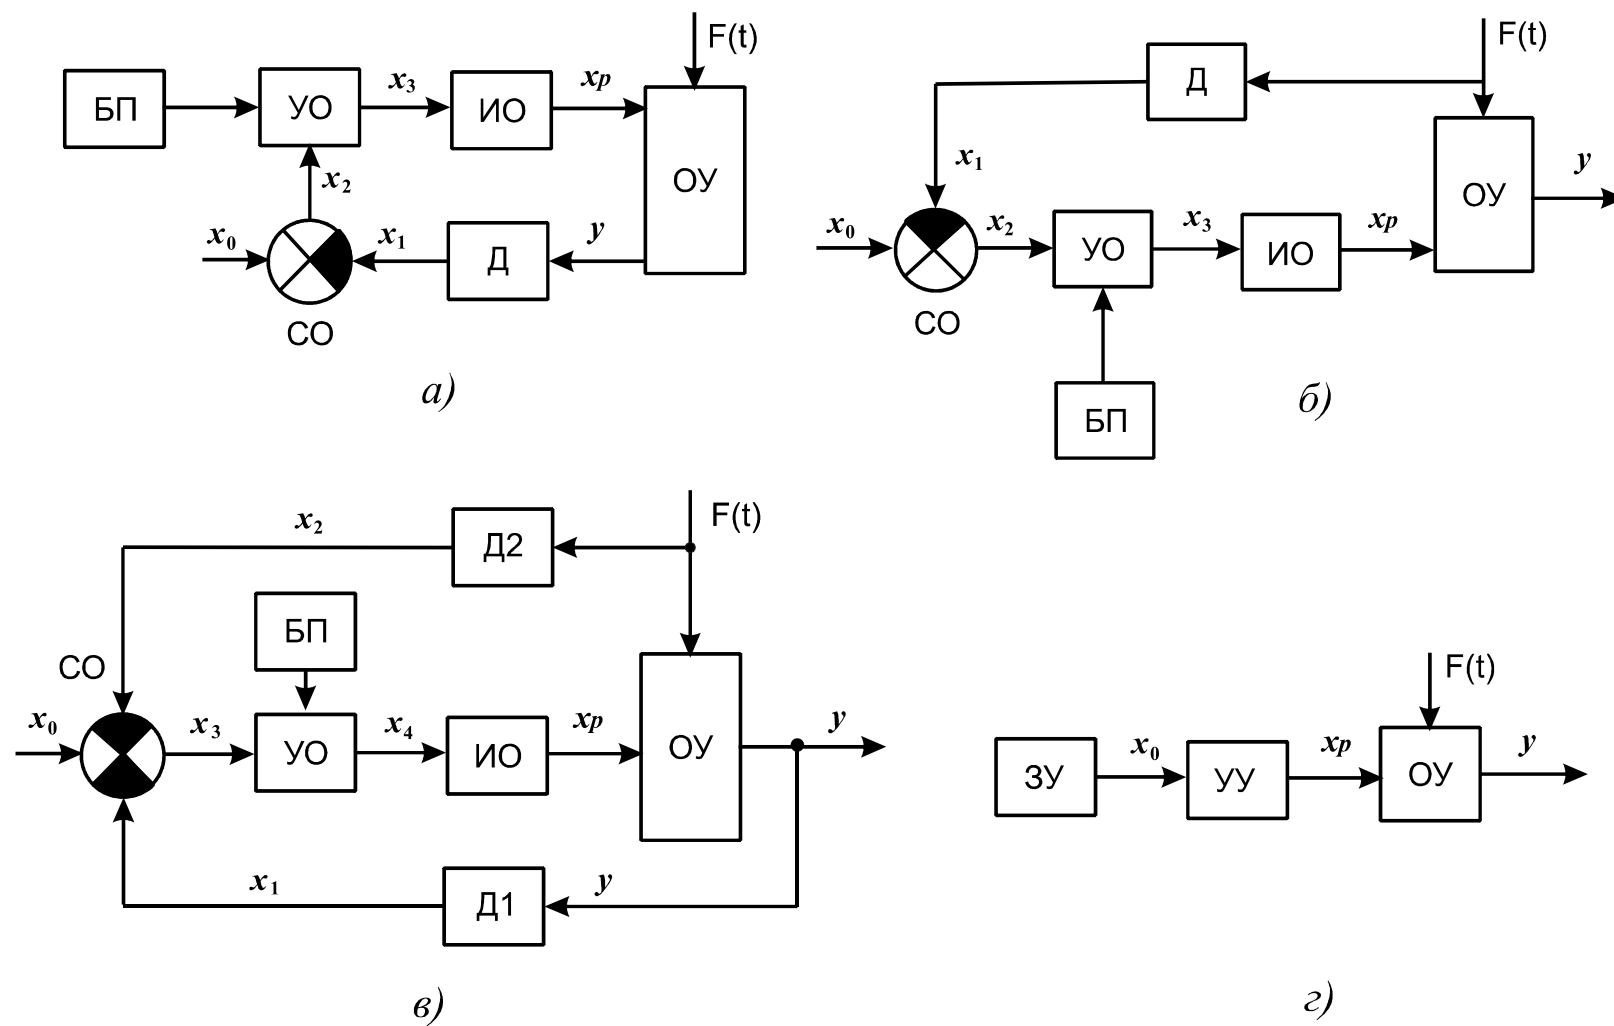 F(t)
БП
УО
x3
ИО
xp
ОУ
x2
x0
x1
Д
y
СО
а)
F(t)
Д
x1
ОУ
y
x0
x2
УО
x3
ИО
xp
СО
БП
б)
x2
Д2
F(t)
БП
СО
x0
x3
УО
x4
ИО
xp
ОУ
y
x1
Д1
y
в)
F(t)
ЗУ
x0
УУ
xp
ОУ
y
г)